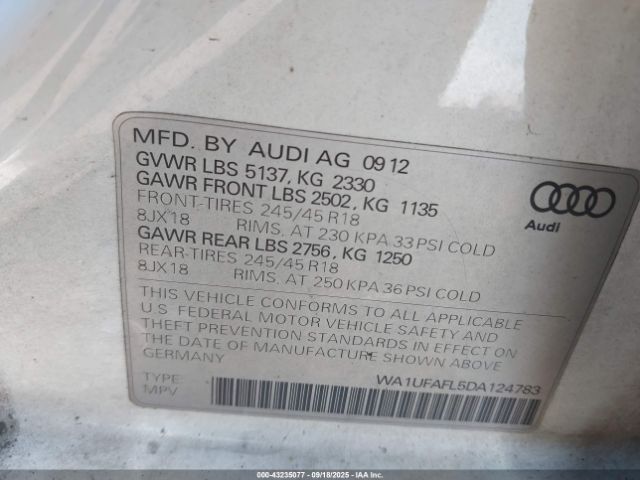 MFD. BY AUDI AG 09 12
GVWR LBS 5137, KG 2330
GAWR FRONT LBS 2502, KG 1135
FRONT-TIRES 245/45 R18
8JX18 RIMS. AT 230 KPA 33 PSI COLD
GAWR REAR LBS 2756, KG 1250
REAR-TIRES 245/45 R18
8JX18 RIMS. AT 250 KPA 36 PSI COLD
THIS VEHICLE CONFORMS TO ALL APPLICABLE
U.S. FEDERAL MOTOR VEHICLE SAFETY AND
THEFT PREVENTION STANDARDS IN EFFECT ON
THE DATE OF MANUFACTURE SHOWN ABOVE
GERMANY
TYPE:
MPV
WA1UFAFL5DA124783
Audi
000-43235077 - 09/18/2025 - IAA Inc.